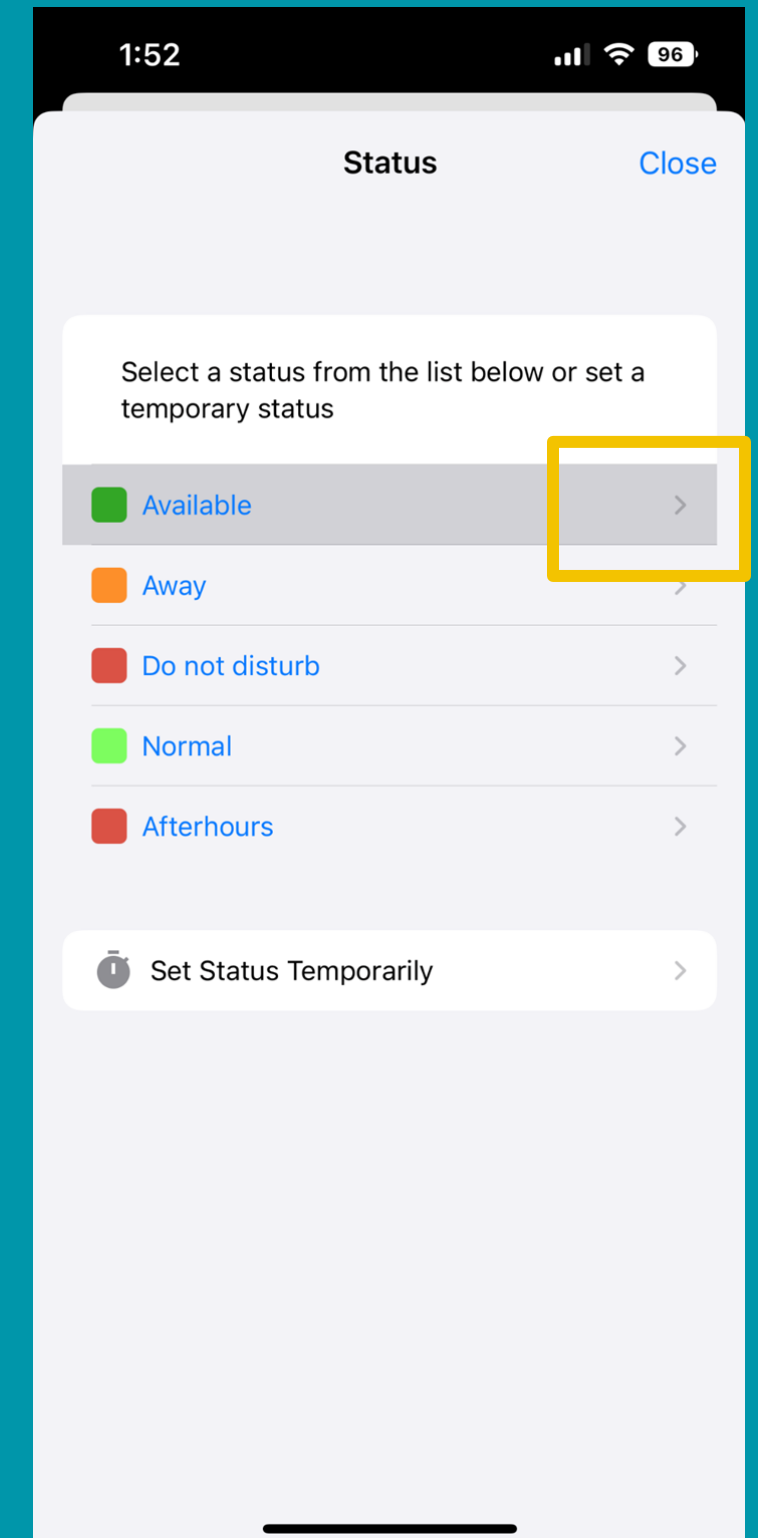 1:52
96
Status
Close
Select a status from the list below or set a
temporary status
Available
Away
Do not disturb
Normal
Afterhours
Set Status Temporarily